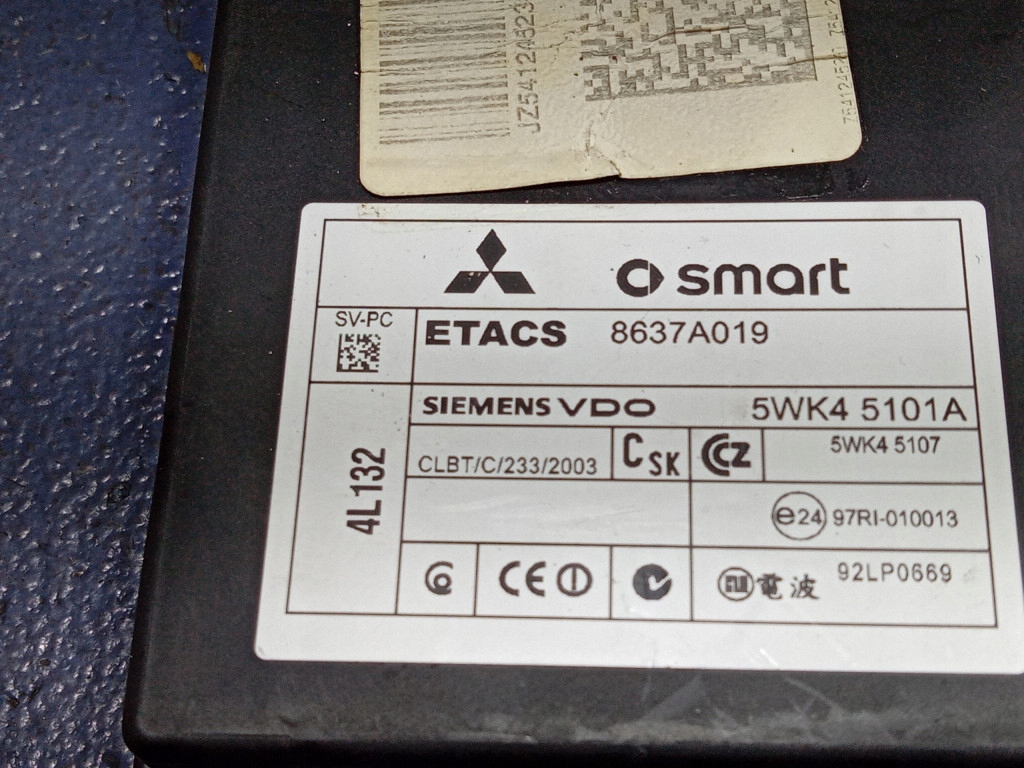 JZ54124823
smart
SV-PC
ETACS 8637A019
SIEMENS VDO 5WK4 5101A
4L132
CLBT/C/233/2003
CSK
CZ
5WK4 5107
e24 97RI-010013
CE
電波 92LP0669